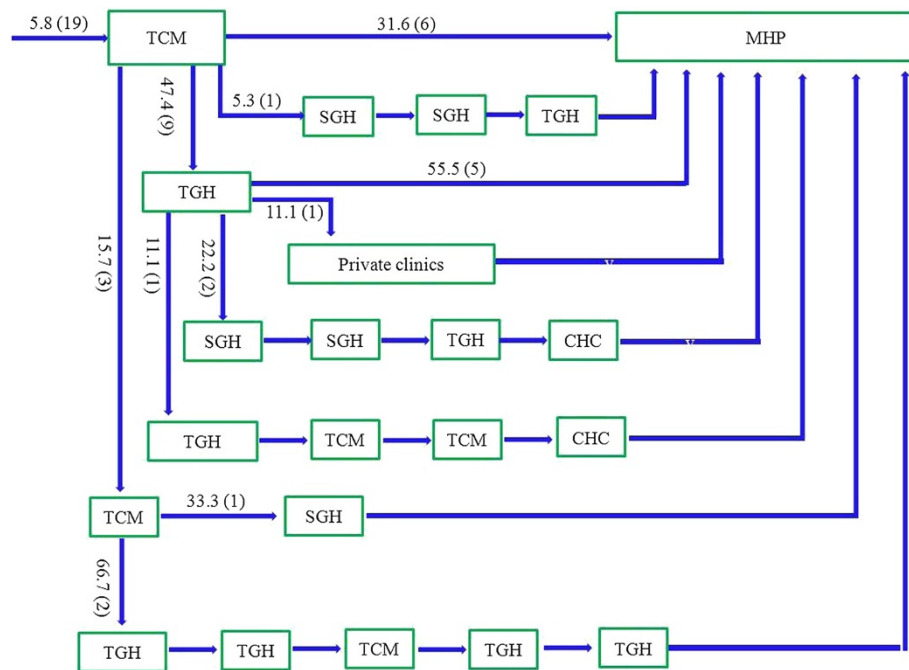 5.8 (19)
TCM
31.6 (6)
MHP
47.4 (9)
5.3 (1)
SGH
SGH
TGH
TGH
55.5 (5)
11.1 (1)
15.7 (3)
11.1 (1)
22.2 (2)
Private clinics
v
SGH
SGH
TGH
CHC
v
TGH
TCM
TCM
CHC
TCM
33.3 (1)
SGH
66.7 (2)
TGH
TGH
TCM
TGH
TGH